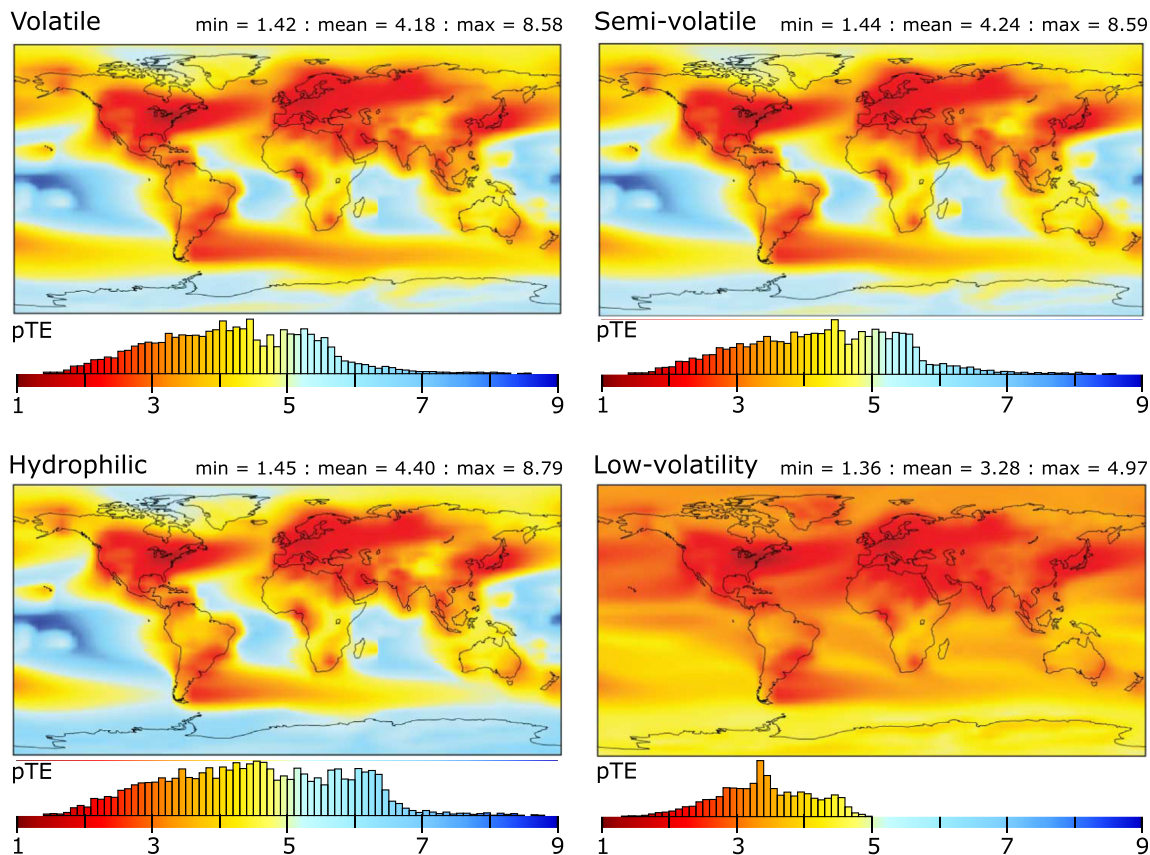 Volatile min = 1.42 : mean = 4.18 : max = 8.58
Semi-volatile min = 1.44 : mean = 4.24 : max = 8.59
pTE
1 3 5 7 9
pTE
1 3 5 7 9
Hydrophilic min = 1.45 : mean = 4.40 : max = 8.79
Low-volatility min = 1.36 : mean = 3.28 : max = 4.97
pTE
1 3 5 7 9
pTE
1 3 5 7 9